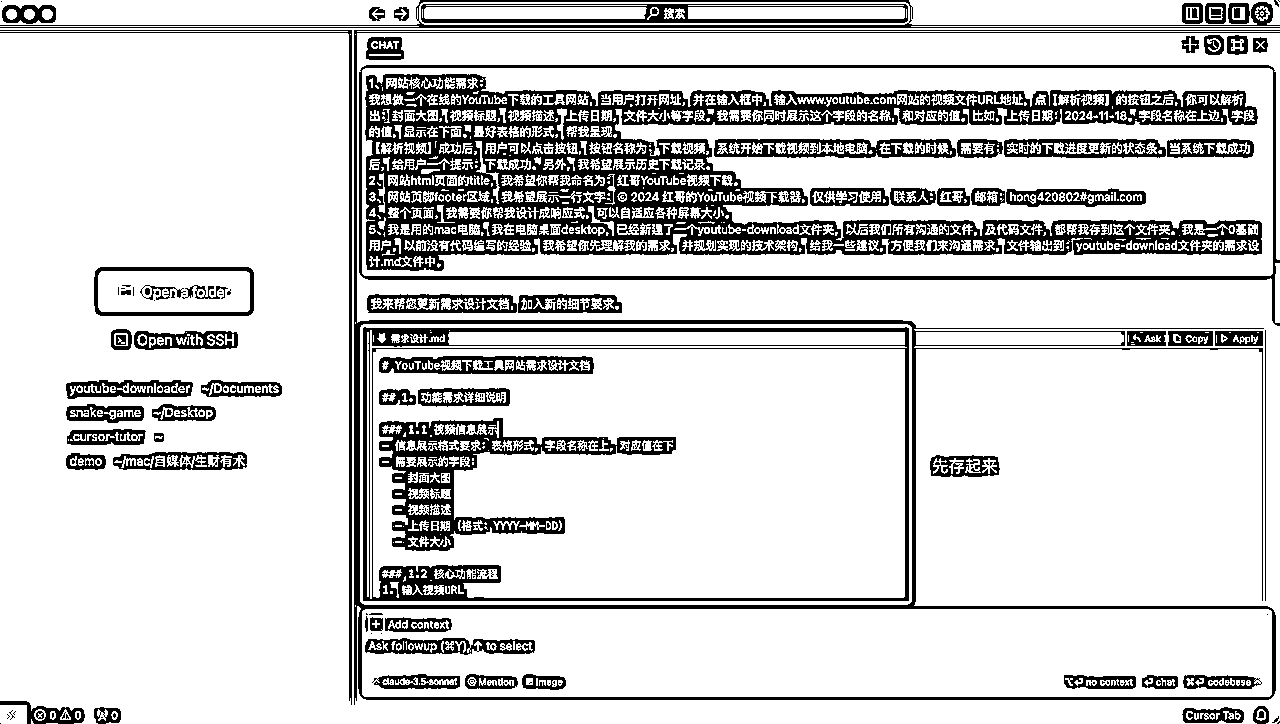 搜索
CHAT
1、网站核心功能需求：
我想做一个在线的YouTube下载的工具网站，当用户打开网址，并在输入框中，输入www.youtube.com网站的视频文件URL地址，点【解析视频】的按钮之后，你可以解析
出：封面大图，视频标题，视频描述，上传日期，文件大小等字段。我需要你同时展示这个字段的名称，和对应的值，比如，上传日期：2024-11-18。字段名称在上边，字段
的值，显示在下面。最好表格的形式，帮我呈现。
【解析视频】成功后，用户可以点击按钮，按钮名称为：下载视频，系统开始下载视频到本地电脑。在下载的时候，需要有：实时的下载进度更新的状态条。当系统下载成功
后，给用户一个提示：下载成功。另外，我希望展示历史下载记录。
2、网站html页面的title，我希望你帮我命名为：红哥YouTube视频下载。
3、网站页脚footer区域，我希望展示一行文字：© 2024 红哥的YouTube视频下载器，仅供学习使用，联系人：红哥，邮箱：hong420802#gmail.com
4、整个页面，我需要你帮我设计成响应式，可以自适应各种屏幕大小。
5、我是用的mac电脑，我在电脑桌面desktop，已经新建了一个youtube-download文件夹，以后我们所有沟通的文件，及代码文件，都帮我存到这个文件夹。我是一个0基础
用户，以前没有代码编写的经验，我希望你先理解我的需求，并规划实现的技术架构，给我一些建议，方便我们来沟通需求，文件输出到：youtube-download文件夹的需求设
计.md文件中。
Open a folder
Open with SSH
youtube-downloader ~/Documents
snake-game ~/Desktop
.cursor-tutor ~
demo ~/mac/自媒体/生财有术
我来帮您更新需求设计文档，加入新的细节要求。
需求设计.md
Ask Copy Apply
# YouTube视频下载工具网站需求设计文档
## 1. 功能需求详细说明
### 1.1 视频信息展示
- 信息展示格式要求：表格形式，字段名称在上，对应值在下
- 需要展示的字段：
- 封面大图
- 视频标题
- 视频描述
- 上传日期（格式：YYYY-MM-DD）
- 文件大小
### 1.2 核心功能流程
1. 输入视频URL
先存起来
Add context
Ask followup (⌘Y), ↑ to select
claude-3.5-sonnet @ Mention Image
no context chat codebase
0 0 0
Cursor Tab